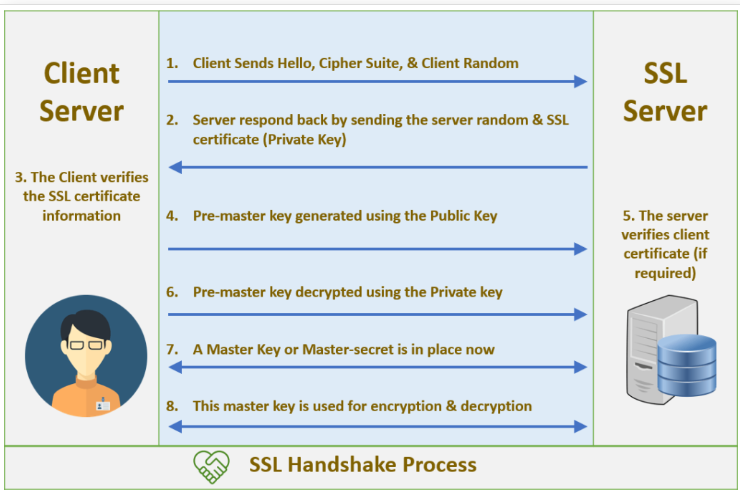 Client
Server
SSL
Server
1. Client Sends Hello, Cipher Suite, & Client Random
2. Server respond back by sending the server random & SSL
certificate (Private Key)
3. The Client verifies
the SSL certificate
information
4. Pre-master key generated using the Public Key
5. The server
verifies client
certificate (if
required)
6. Pre-master key decrypted using the Private key
7. A Master Key or Master-secret is in place now
8. This master key is used for encryption & decryption
SSL Handshake Process